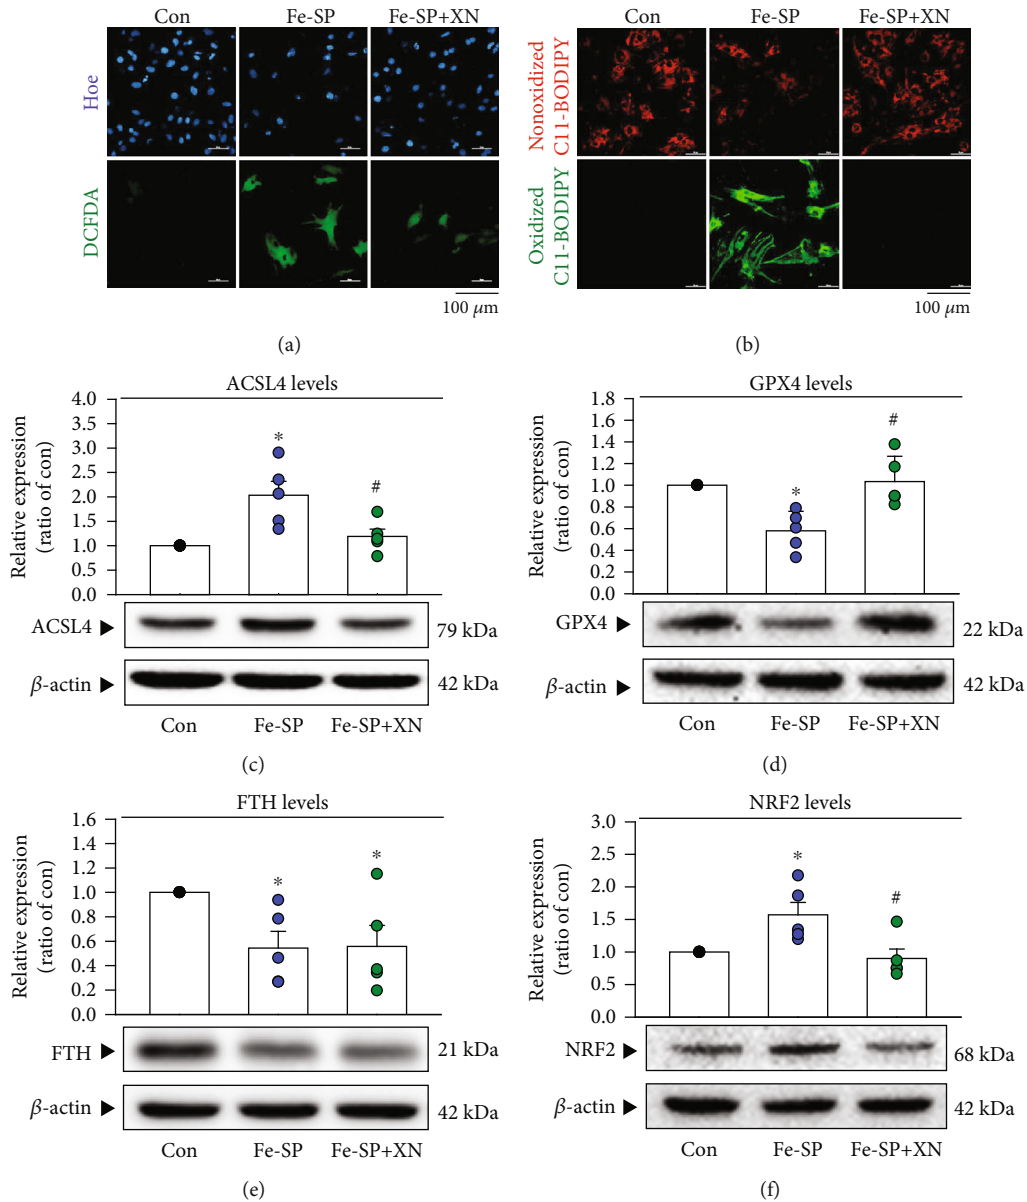 Con Fe-SP Fe-SP+XN
Hoe
DCFDA
100 μm
(a)
Con Fe-SP Fe-SP+XN
Nonoxidized
C11-BODIPY
Oxidized
C11-BODIPY
100 μm
(b)
ACSL4 levels
Relative expression
(ratio of con)
4.0
3.5
3.0
2.5
2.0
1.5
1.0
0.5
0.0
*
#
ACSL4
79 kDa
β-actin
42 kDa
Con Fe-SP Fe-SP+XN
(c)
GPX4 levels
Relative expression
(ratio of con)
1.8
1.6
1.4
1.2
1.0
0.8
0.6
0.4
0.2
0.0
*
#
GPX4
22 kDa
β-actin
42 kDa
Con Fe-SP Fe-SP+XN
(d)
FTH levels
Relative expression
(ratio of con)
1.6
1.4
1.2
1.0
0.8
0.6
0.4
0.2
0.0
*
*
FTH
21 kDa
β-actin
42 kDa
Con Fe-SP Fe-SP+XN
(e)
NRF2 levels
Relative expression
(ratio of con)
3.0
2.5
2.0
1.5
1.0
0.5
0.0
*
#
NRF2
68 kDa
β-actin
42 kDa
Con Fe-SP Fe-SP+XN
(f)